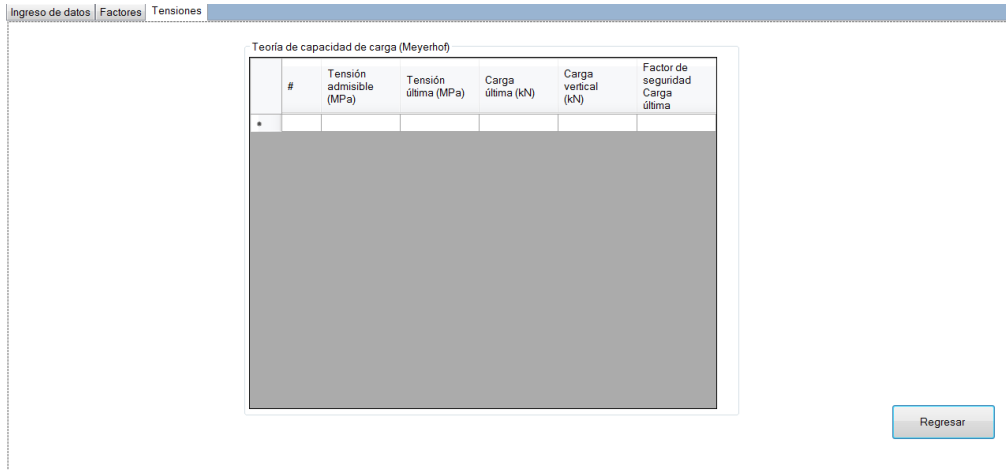 Ingreso de datos Factores Tensiones
Teoría de capacidad de carga (Meyerhof)
#
Tensión
admisible
(MPa)
Tensión
última (MPa)
Carga
última (kN)
Carga
vertical
(kN)
Factor de
seguridad
Carga
última
*
Regresar